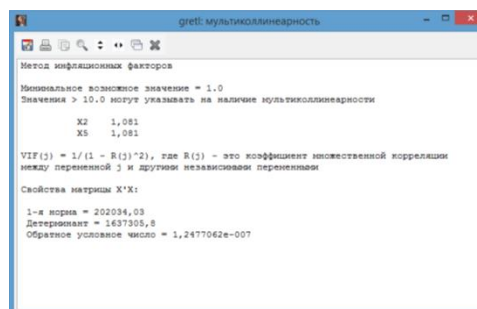 gretl: мультиколлинеарность
Метод инфляционных факторов
Минимальное возможное значение = 1.0
Значения > 10.0 могут указывать на наличие мультиколлинеарности
X2 1,081
X5 1,081
VIF(j) = 1/(1 - R(j)^2), где R(j) - это коэффициент множественной корреляции
между переменной j и другими независимыми переменными
Свойства матрицы X'X:
1-я норма = 202034,03
Детерминант = 1637305,8
Обратное условное число = 1,2477062e-007